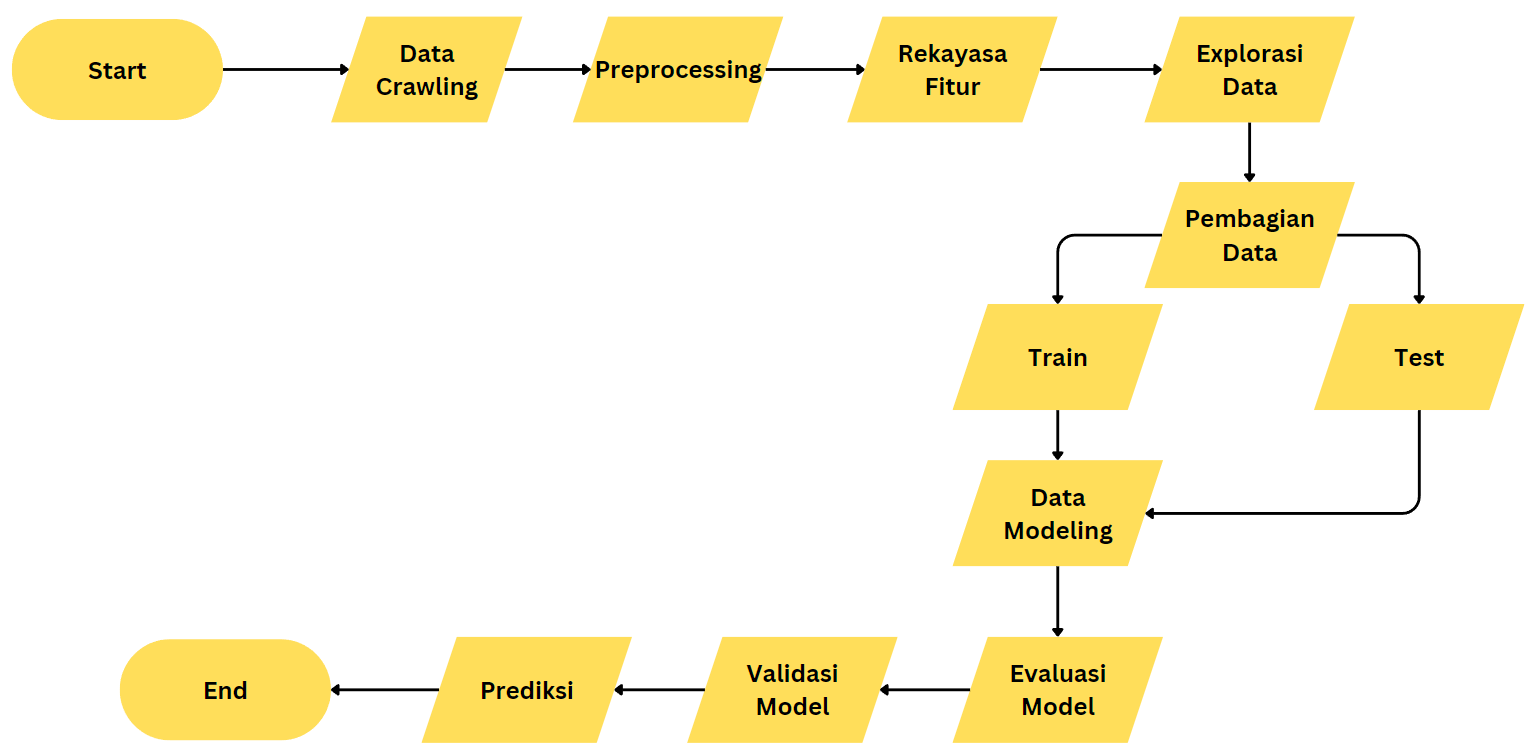 Start
Data
Crawling
Preprocessing
Rekayasa
Fitur
Explorasi
Data
Pembagian
Data
Train
Test
Data
Modeling
Evaluasi
Model
Validasi
Model
Prediksi
End